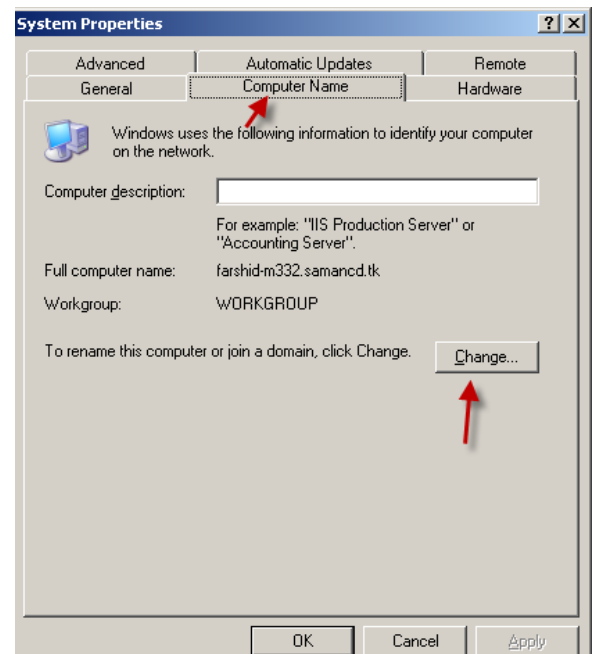 System Properties
Advanced Automatic Updates Remote
General Computer Name Hardware
Windows uses the following information to identify your computer
on the network.
Computer description:
For example: "IIS Production Server" or
"Accounting Server".
Full computer name: farshid-m332.samancd.tk
Workgroup: WORKGROUP
To rename this computer or join a domain, click Change. Change...
OK Cancel Apply